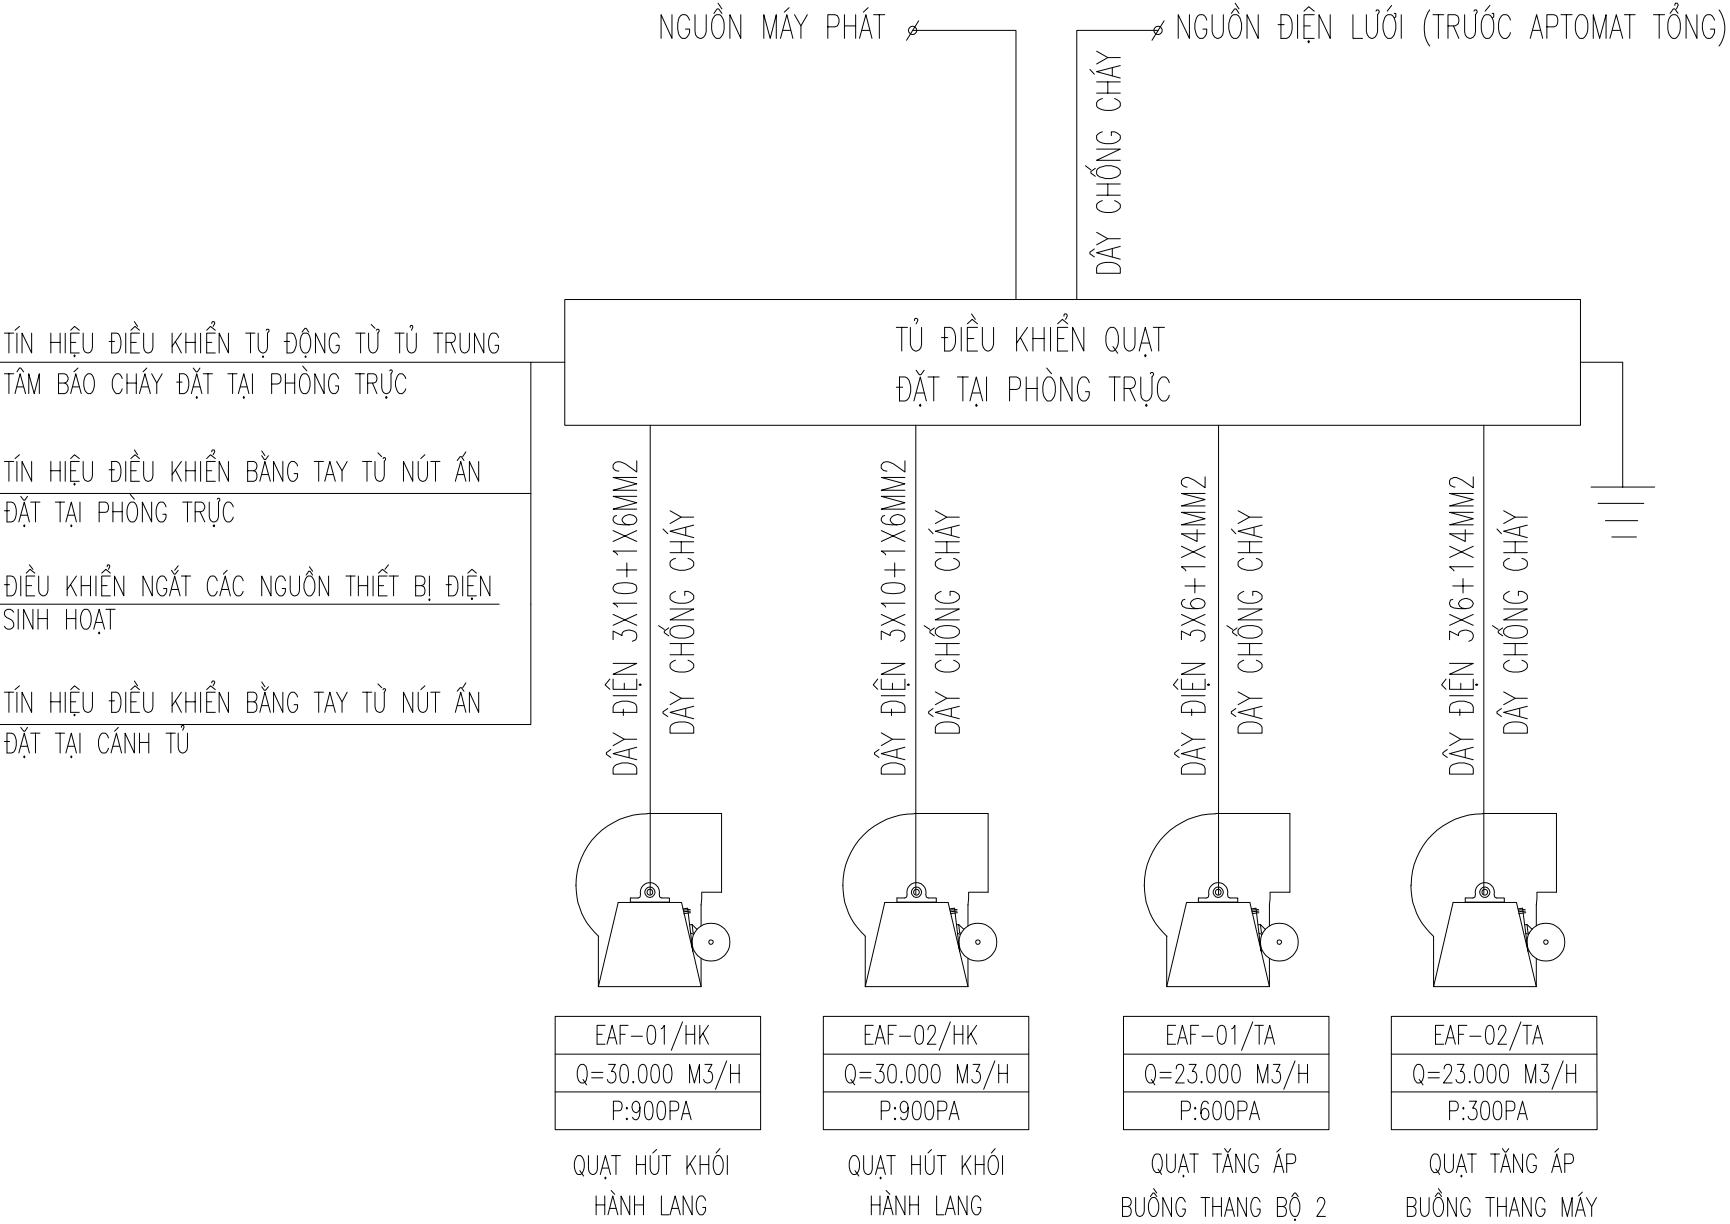 NGUỒN MÁY PHÁT
NGUỒN ĐIỆN LƯỚI (TRƯỚC APTOMAT TỔNG)
DÂY CHỐNG CHÁY
TỦ ĐIỀU KHIỂN QUẠT
ĐẶT TẠI PHÒNG TRỰC
TÍN HIỆU ĐIỀU KHIỂN TỰ ĐỘNG TỪ TỦ TRUNG
TÂM BÁO CHÁY ĐẶT TẠI PHÒNG TRỰC
TÍN HIỆU ĐIỀU KHIỂN BẰNG TAY TỪ NÚT ẤN
ĐẶT TẠI PHÒNG TRỰC
ĐIỀU KHIỂN NGẮT CÁC NGUỒN THIẾT BỊ ĐIỆN
SINH HOẠT
TÍN HIỆU ĐIỀU KHIỂN BẰNG TAY TỪ NÚT ẤN
ĐẶT TẠI CÁNH TỦ
DÂY ĐIỆN 3X10+1X6MM2
DÂY CHỐNG CHÁY
DÂY ĐIỆN 3X10+1X6MM2
DÂY CHỐNG CHÁY
DÂY ĐIỆN 3X6+1X4MM2
DÂY CHỐNG CHÁY
DÂY ĐIỆN 3X6+1X4MM2
DÂY CHỐNG CHÁY
EAF-01/HK
Q=30.000 M3/H
P:900PA
QUẠT HÚT KHÓI
HÀNH LANG
EAF-02/HK
Q=30.000 M3/H
P:900PA
QUẠT HÚT KHÓI
HÀNH LANG
EAF-01/TA
Q=23.000 M3/H
P:600PA
QUẠT TĂNG ÁP
BUỒNG THANG BỘ 2
EAF-02/TA
Q=23.000 M3/H
P:300PA
QUẠT TĂNG ÁP
BUỒNG THANG MÁY